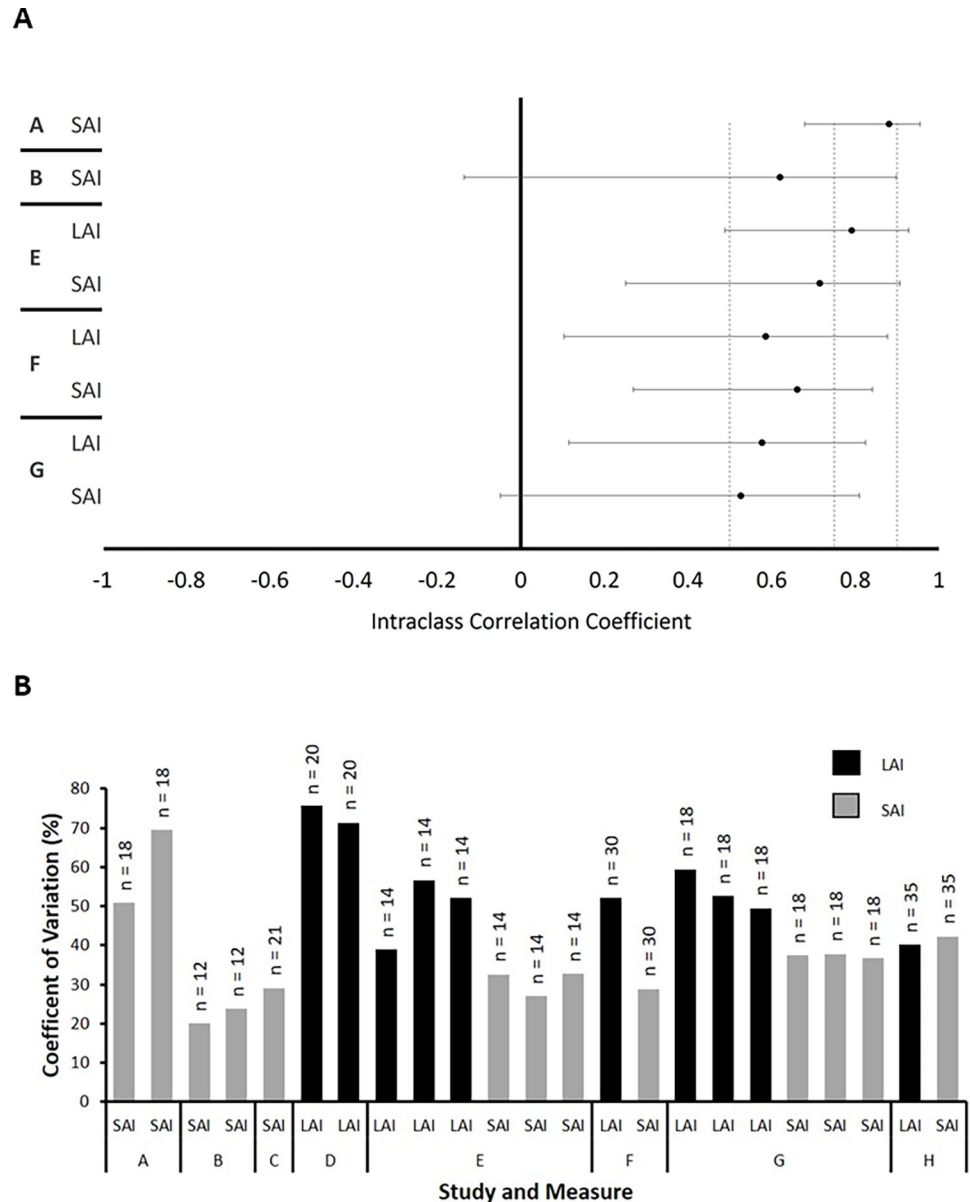 A
A SAI
B SAI
LAI
E
SAI
LAI
F
SAI
LAI
G
SAI
-1 -0.8 -0.6 -0.4 -0.2 0 0.2 0.4 0.6 0.8 1
Intraclass Correlation Coefficient
B
Coefficent of Variation (%)
80
70
60
50
40
30
20
10
0
n = 18
n = 18
n = 12
n = 12
n = 21
n = 20
n = 20
n = 14
n = 14
n = 14
n = 14
n = 14
n = 14
n = 30
n = 30
n = 18
n = 18
n = 18
n = 18
n = 18
n = 18
n = 35
n = 35
LAI
SAI
SAI SAI SAI SAI SAI LAI LAI LAI LAI LAI SAI SAI SAI LAI SAI LAI LAI LAI SAI SAI SAI LAI SAI
A B C D E F G H
Study and Measure